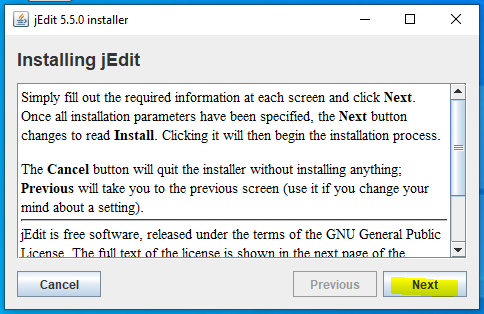 jEdit 5.5.0 installer
Installing jEdit
Simply fill out the required information at each screen and click Next.
Once all installation parameters have been specified, the Next button
changes to read Install. Clicking it will then begin the installation process.
The Cancel button will quit the installer without installing anything;
Previous will take you to the previous screen (use it if you change your
mind about a setting).
jEdit is free software, released under the terms of the GNU General Public
License. The full text of the license is shown in the next page of the
Cancel
Previous
Next